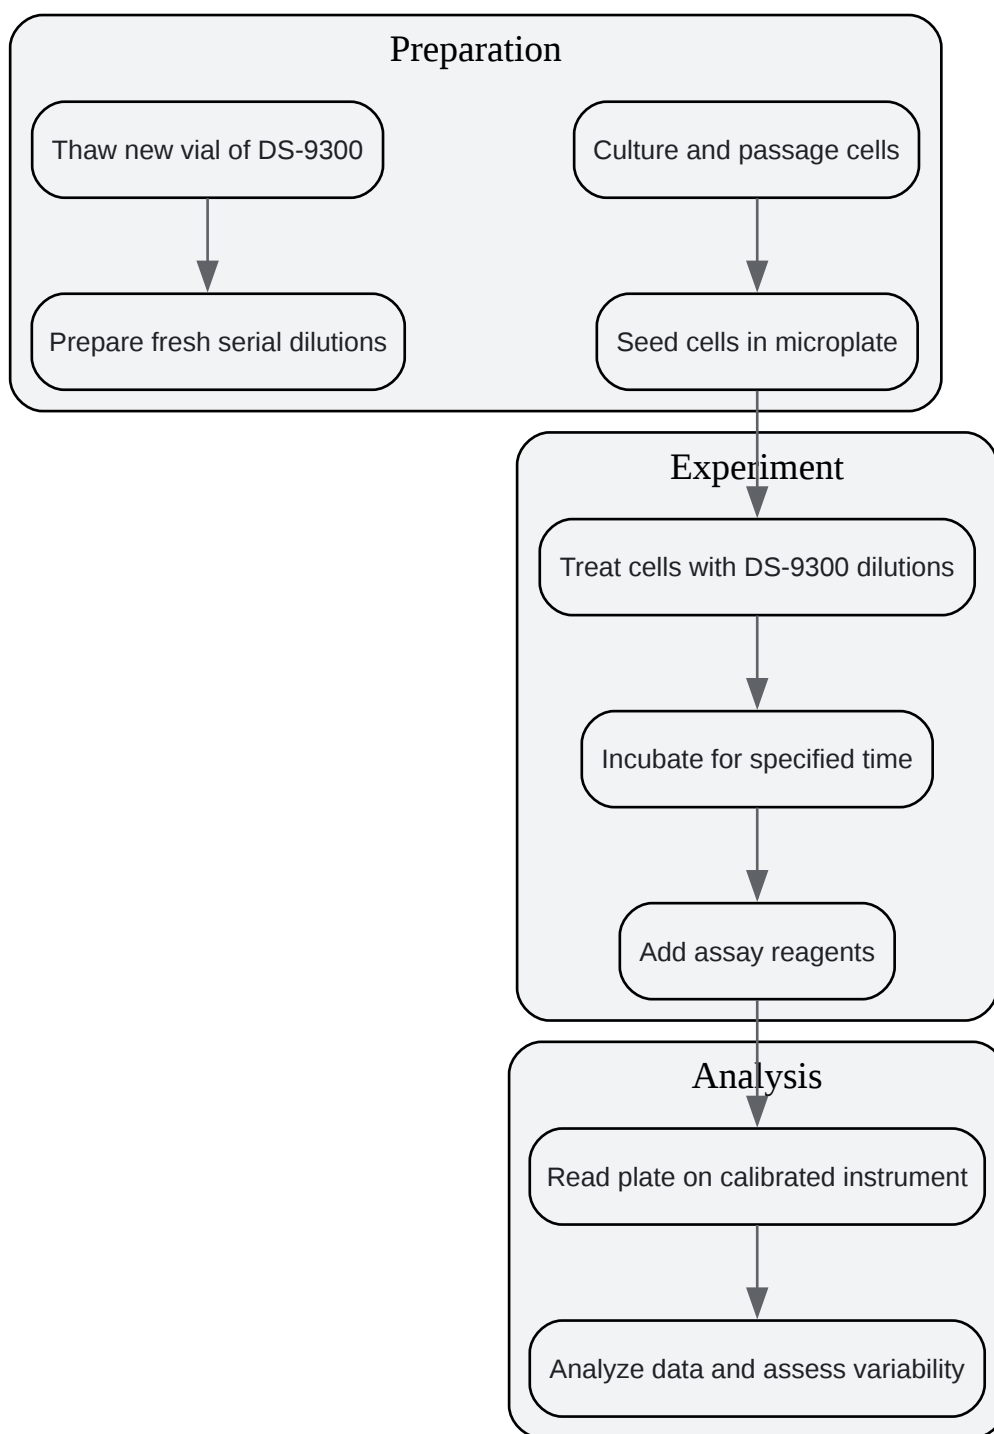 Preparation
Thaw new vial of DS-9300
Culture and passage cells
Prepare fresh serial dilutions
Seed cells in microplate
Experiment
Treat cells with DS-9300 dilutions
Incubate for specified time
Add assay reagents
Analysis
Read plate on calibrated instrument
Analyze data and assess variability